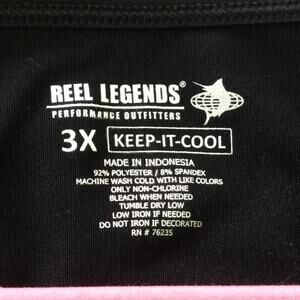 REEL LEGENDS®
PERFORMANCE OUTFITTERS
3X KEEP-IT-COOL
MADE IN INDONESIA
92% POLYESTER / 8% SPANDEX
MACHINE WASH COLD WITH LIKE COLORS
ONLY NON-CHLORINE
BLEACH WHEN NEEDED
TUMBLE DRY LOW
LOW IRON IF NEEDED
DO NOT IRON IF DECORATED
RN # 76235